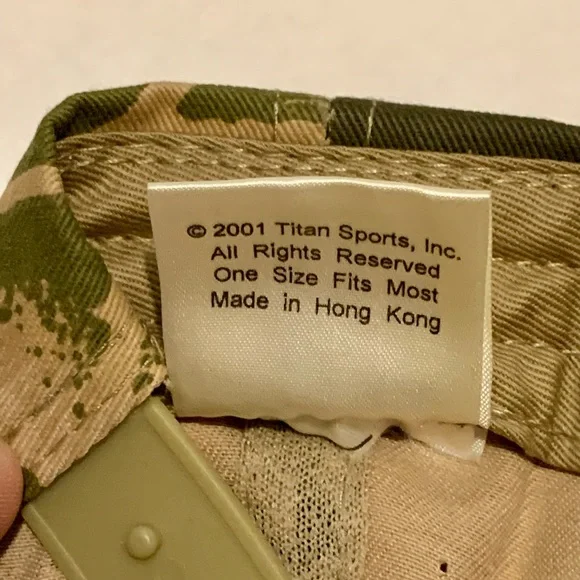 © 2001 Titan Sports, Inc.
All Rights Reserved
One Size Fits Most
Made in Hong Kong